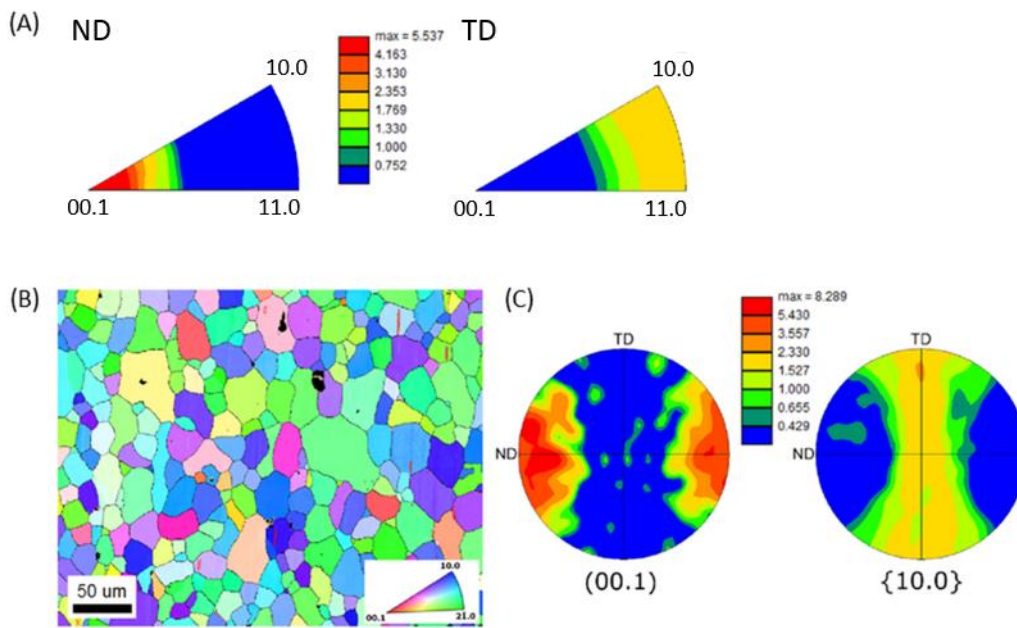 (A)
ND
TD
10.0
00.1
11.0
max = 5.537
4.163
3.130
2.353
1.769
1.330
1.000
0.752
10.0
00.1
11.0
(B)
50 um
10.0
00.1
21.0
(C)
TD
ND
(00.1)
max = 8.289
5.430
3.557
2.330
1.527
1.000
0.655
0.429
TD
ND
{10.0}